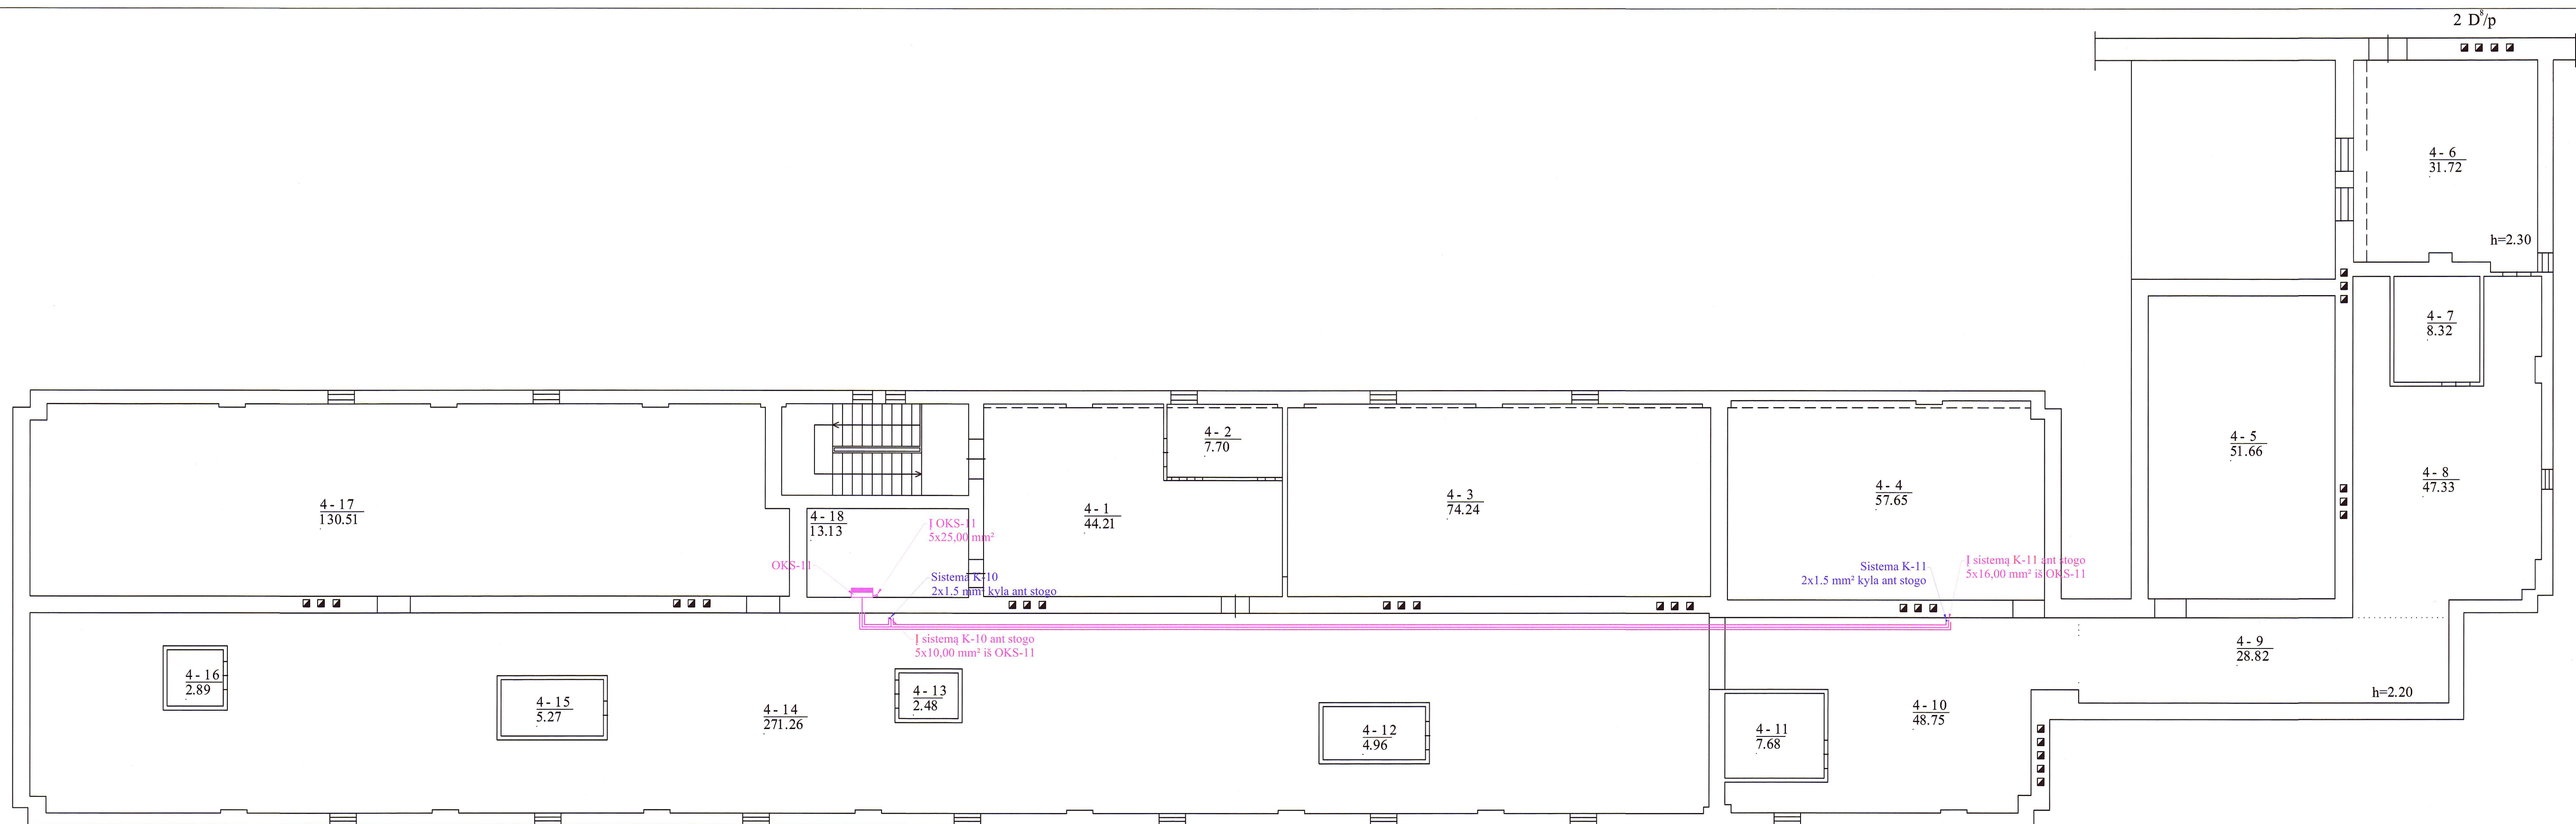 2 D⁸/p
4 - 6
31.72
h=2.30
4 - 7
8.32
4 - 2
7.70
4 - 5
51.66
4 - 8
47.33
4 - 17
130.51
4 - 18
13.13
4 - 1
44.21
4 - 3
74.24
4 - 4
57.65
Į OKS-11
5x25,00 mm²
OKS-11
Sistema K-10
2x1.5 mm² kyla ant stogo
Sistema K-11
2x1.5 mm² kyla ant stogo
Į sistemą K-11 ant stogo
5x16,00 mm² iš OKS-11
Į sistemą K-10 ant stogo
5x10,00 mm² iš OKS-11
4 - 9
28.82
h=2.20
4 - 16
2.89
4 - 15
5.27
4 - 14
271.26
4 - 13
2.48
4 - 12
4.96
4 - 11
7.68
4 - 10
48.75